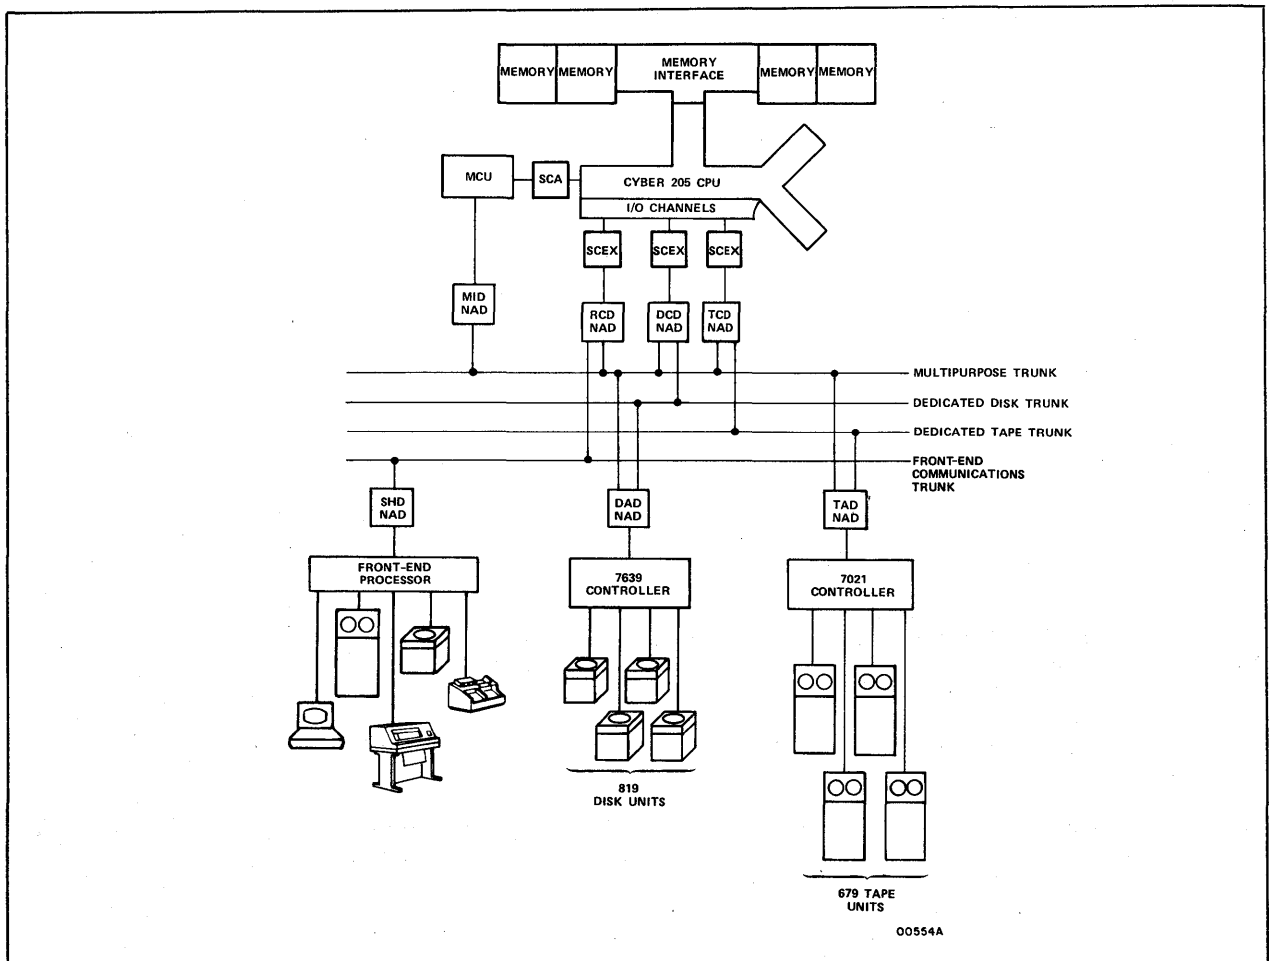 MEMORY MEMORY MEMORY INTERFACE MEMORY MEMORY
MCU
SCA
CYBER 205 CPU
I/O CHANNELS
SCEX SCEX SCEX
MID
NAD
RCD
NAD
DCD
NAD
TCD
NAD
MULTIPURPOSE TRUNK
DEDICATED DISK TRUNK
DEDICATED TAPE TRUNK
FRONT-END
COMMUNICATIONS
TRUNK
SHD
NAD
DAD
NAD
TAD
NAD
FRONT-END
PROCESSOR
7639
CONTROLLER
7021
CONTROLLER
819
DISK UNITS
679 TAPE
UNITS
00554A